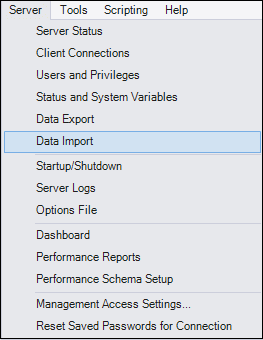 Server Tools Scripting Help
Server Status
Client Connections
Users and Privileges
Status and System Variables
Data Export
Data Import
Startup/Shutdown
Server Logs
Options File
Dashboard
Performance Reports
Performance Schema Setup
Management Access Settings...
Reset Saved Passwords for Connection